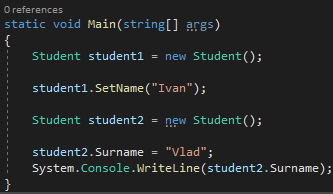 0 references
static void Main(string[] args)
{
Student student1 = new Student();
student1.SetName("Ivan");
Student student2 = new Student();
student2.Surname = "Vlad";
System.Console.WriteLine(student2.Surname);
}